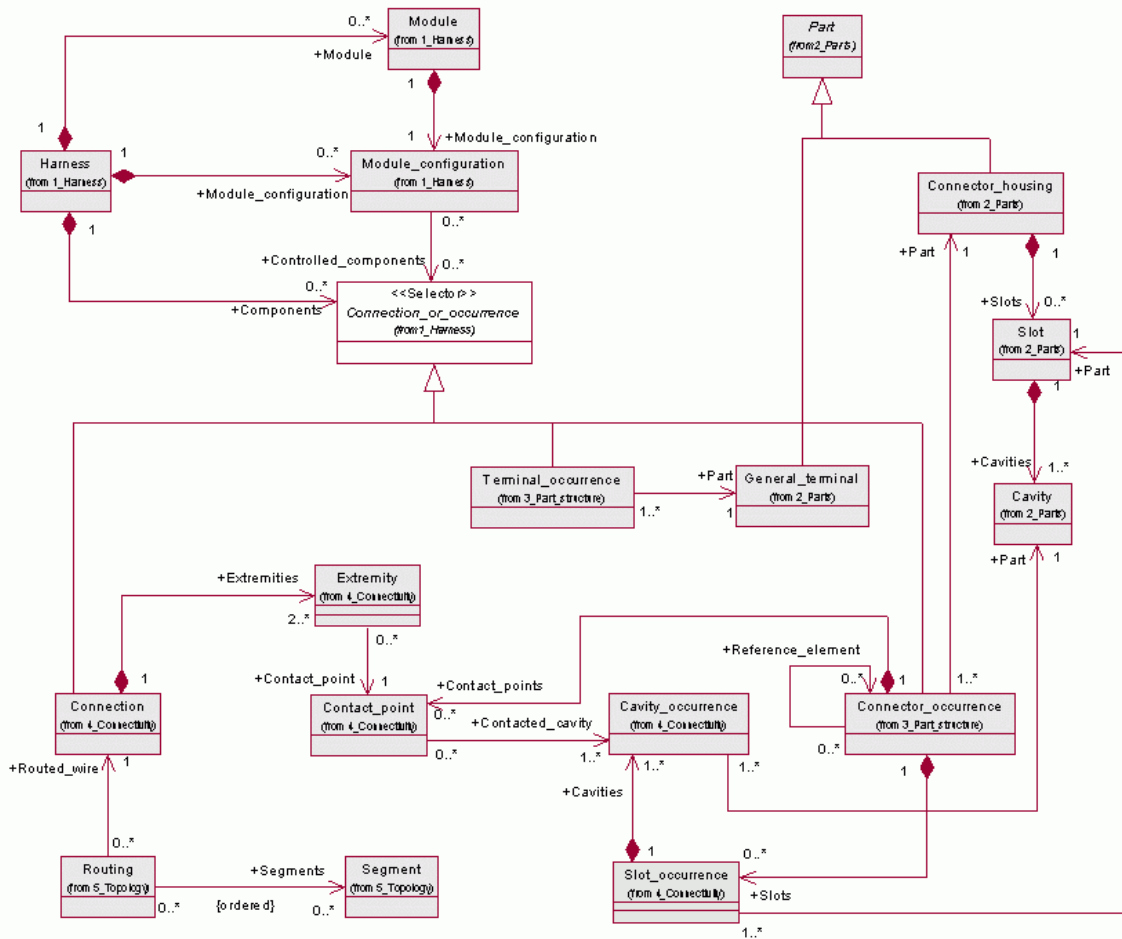 0..*
Module
(from 1_Harness)
+Module
1
Part
(from 2_Parts)
1
1
+Module_configuration
Harness
(from 1_Harness)
1
0..*
+Module_configuration
Module_configuration
(from 1_Harness)
1
0..*
+Controlled_components
0..*
0..*
+Components
<<Selector>>
Connection_or_occurrence
(from 1_Harness)
Connector_housing
(from 2_Parts)
+Part
1
1
+Slots
0..*
Slot
(from 2_Parts)
1
+Part
1
+Cavities
1..*
Cavity
(from 2_Parts)
+Part
1
Terminal_occurrence
(from 3_Part_structure)
1..*
+Part
1
General_terminal
(from 2_Parts)
+Extremities
2..*
Extremity
(from 4_Connectivity)
0..*
+Contact_point
1
1
Connection
(from 4_Connectivity)
Contact_point
(from 4_Connectivity)
+Contact_points
0..*
+Contacted_cavity
0..*
1..*
Cavity_occurrence
(from 4_Connectivity)
1..*
1..*
+Reference_element
0..*
0..*
1
1..*
Connector_occurrence
(from 3_Part_structure)
1
+Routed_wire
1
0..*
+Cavities
1
0..*
+Slots
Routing
(from 5_Topology)
0..*
+Segments
{ordered}
0..*
Segment
(from 5_Topology)
Slot_occurrence
(from 4_Connectivity)
1..*